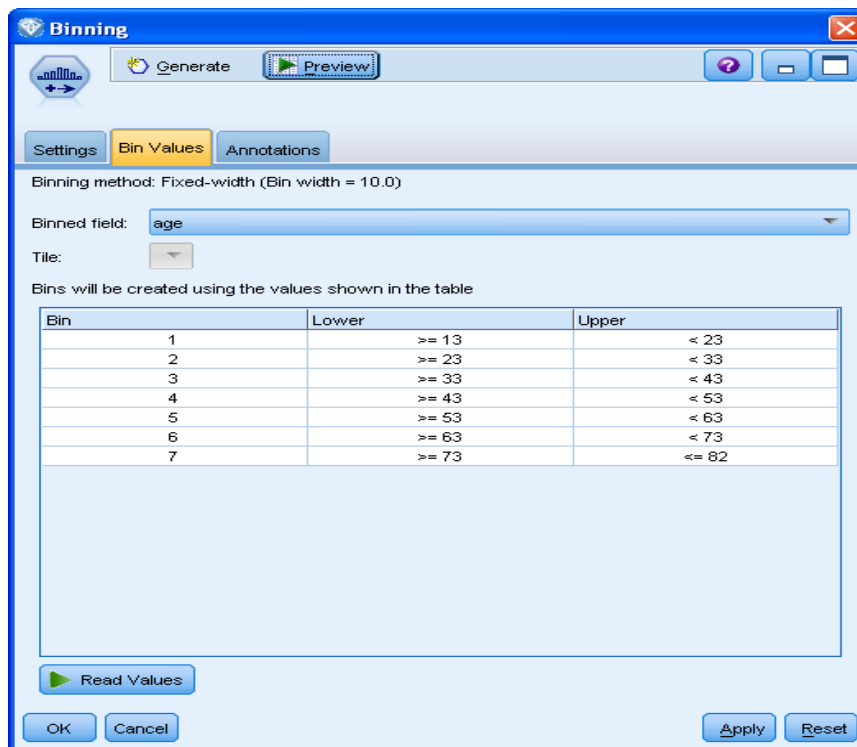 Binning
Generate Preview
Settings Bin Values Annotations
Binning method: Fixed-width (Bin width = 10.0)
Binned field: age
Tile:
Bins will be created using the values shown in the table
Bin Lower Upper
1 >= 13 < 23
2 >= 23 < 33
3 >= 33 < 43
4 >= 43 < 53
5 >= 53 < 63
6 >= 63 < 73
7 >= 73 <= 82
Read Values
OK Cancel Apply Reset